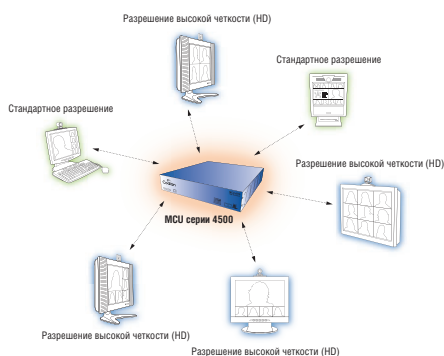 Разрешение высокой четкости (HD)
Стандартное разрешение
Стандартное разрешение
Разрешение высокой четкости (HD)
MCU серии 4500
Разрешение высокой четкости (HD)
Разрешение высокой четкости (HD)